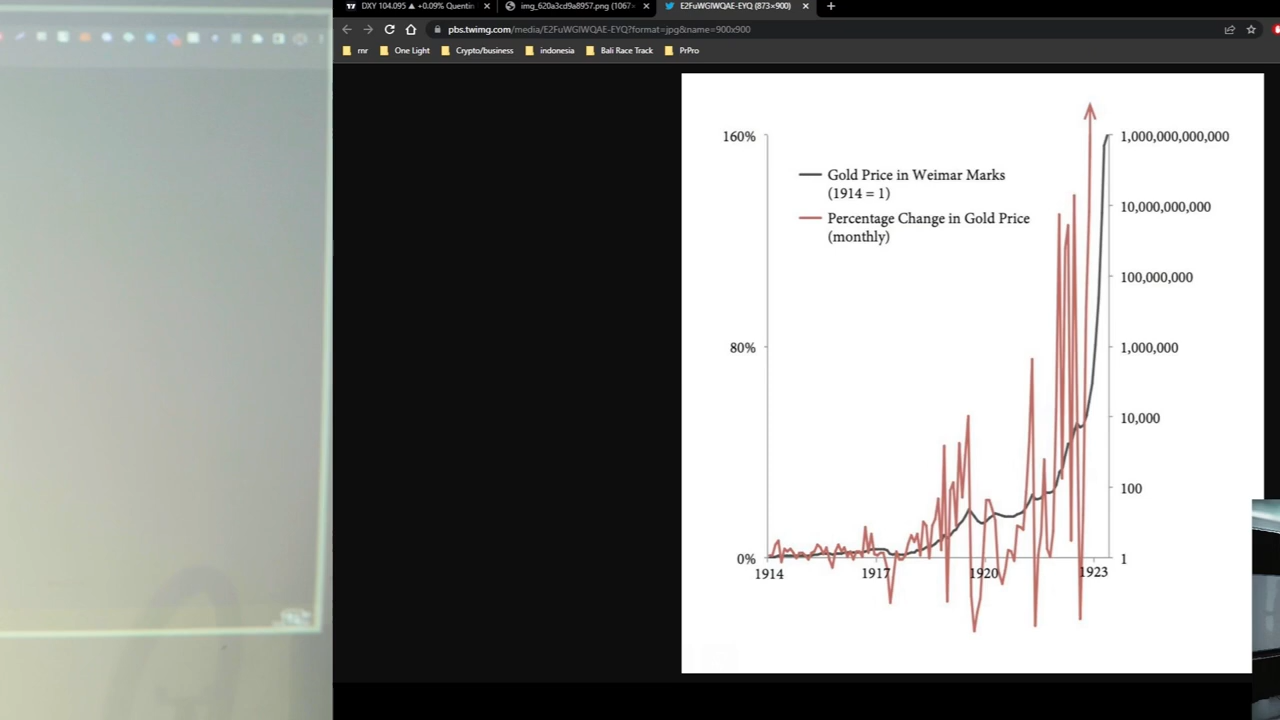 DXY 104.095 ▲ +0.09% Quentin
img_620a3cd9a8957.png (1067×
E2FuWGIWQAE-EYQ (873×900)
pbs.twimg.com/media/E2FuWGIWQAE-EYQ?format=jpg&name=900x900
mr
One Light
Crypto/business
indonesia
Bali Race Track
PrPro
160%
1,000,000,000,000
Gold Price in Weimar Marks
(1914 = 1)
10,000,000,000
Percentage Change in Gold Price
(monthly)
100,000,000
80%
1,000,000
10,000
100
0%
1
1914
1917
1920
1923